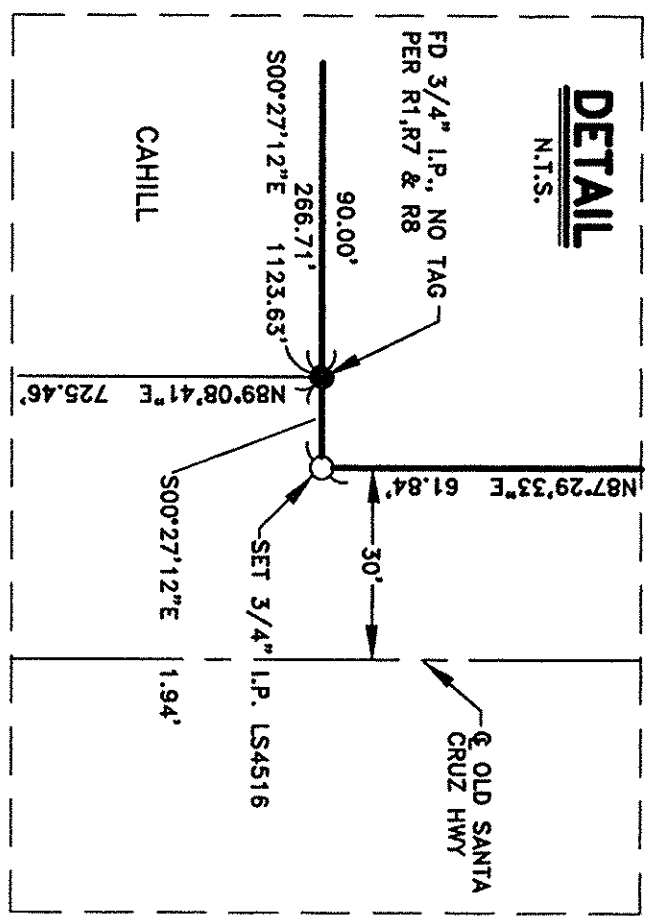 DETAIL
N.T.S.
FD 3/4" I.P., NO TAG
PER R1,R7 & R8
90.00'
266.71'
S00°27'12"E 1123.63'
CAHILL
N89°08'41"E 725.46'
N87°29'33"E 61.84'
30'
S00°27'12"E 1.94'
SET 3/4" I.P. LS4516
℄ OLD SANTA
CRUZ HWY